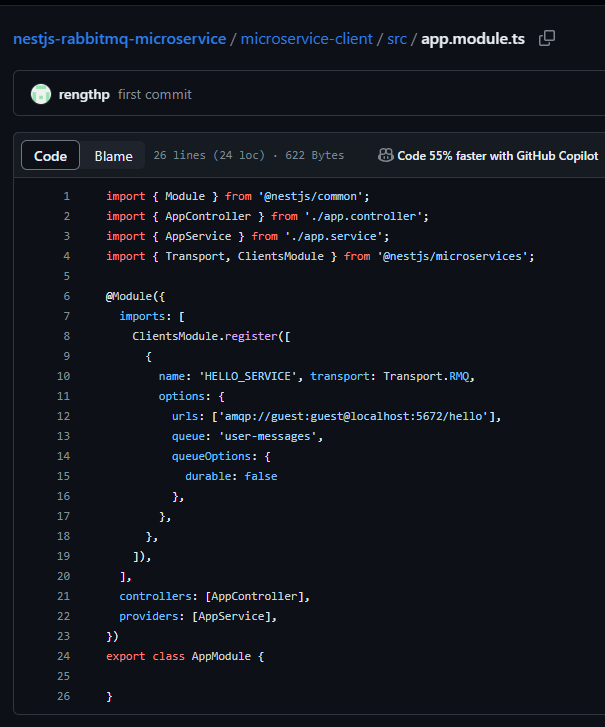 nestjs-rabbitmq-microservice / microservice-client / src / app.module.ts
rengthp first commit
Code Blame 26 lines (24 loc) · 622 Bytes Code 55% faster with GitHub Copilot
1 import { Module } from '@nestjs/common';
2 import { AppController } from './app.controller';
3 import { AppService } from './app.service';
4 import { Transport, ClientsModule } from '@nestjs/microservices';
5
6 @Module({
7   imports: [
8     ClientsModule.register([
9       {
10         name: 'HELLO_SERVICE', transport: Transport.RMQ,
11         options: {
12           urls: ['amqp://guest:guest@localhost:5672/hello'],
13           queue: 'user-messages',
14           queueOptions: {
15             durable: false
16           },
17         },
18       },
19     ]),
20   ],
21   controllers: [AppController],
22   providers: [AppService],
23 })
24 export class AppModule {
25
26 }